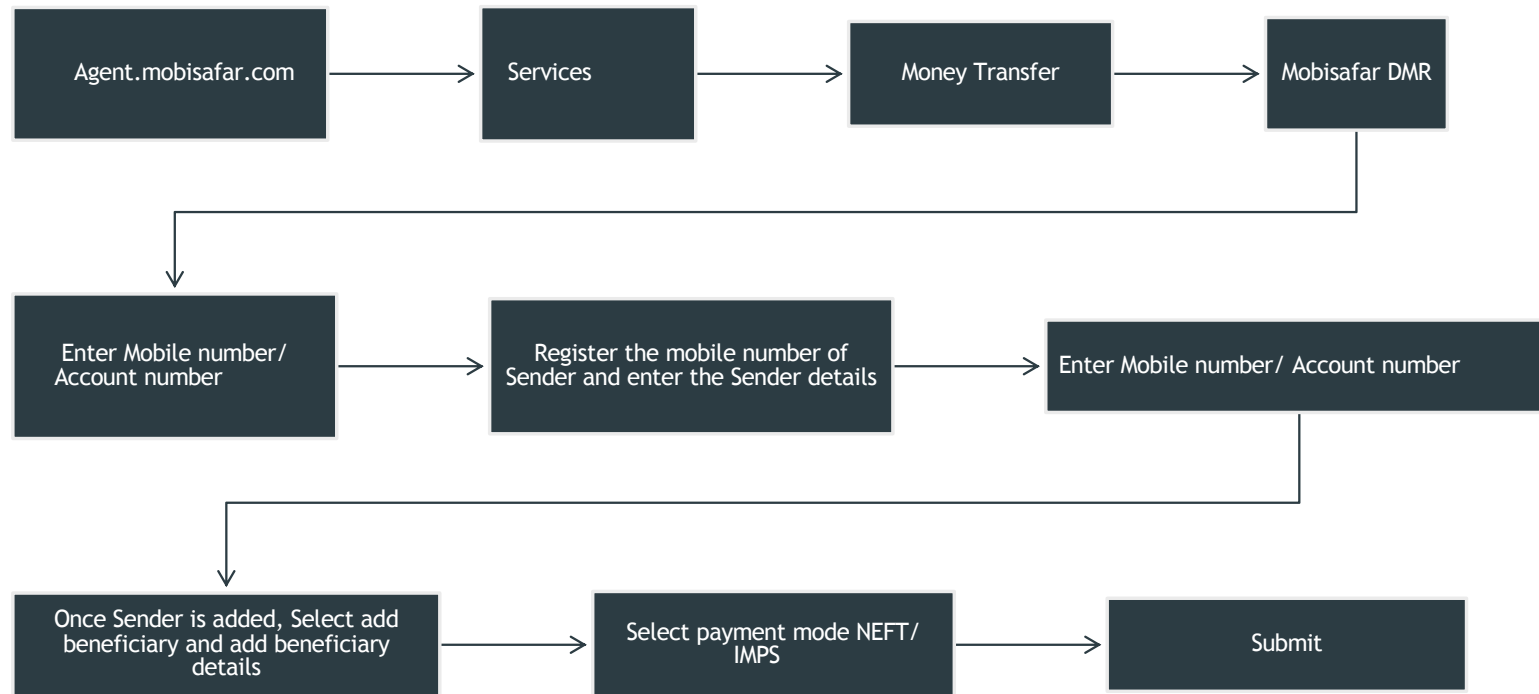 Agent.mobisafar.com
Services
Money Transfer
Mobisafar DMR
Enter Mobile number/
Account number
Register the mobile number of
Sender and enter the Sender details
Enter Mobile number/ Account number
Once Sender is added, Select add
beneficiary and add beneficiary
details
Select payment mode NEFT/
IMPS
Submit